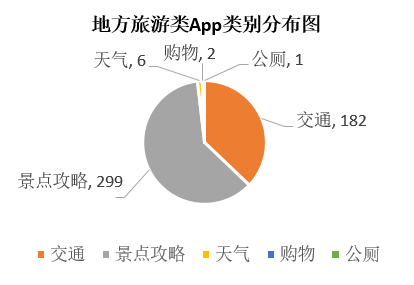 地方旅游类App类别分布图
天气, 6
购物, 2
公厕, 1
交通, 182
景点攻略, 299
交通
景点攻略
天气
购物
公厕